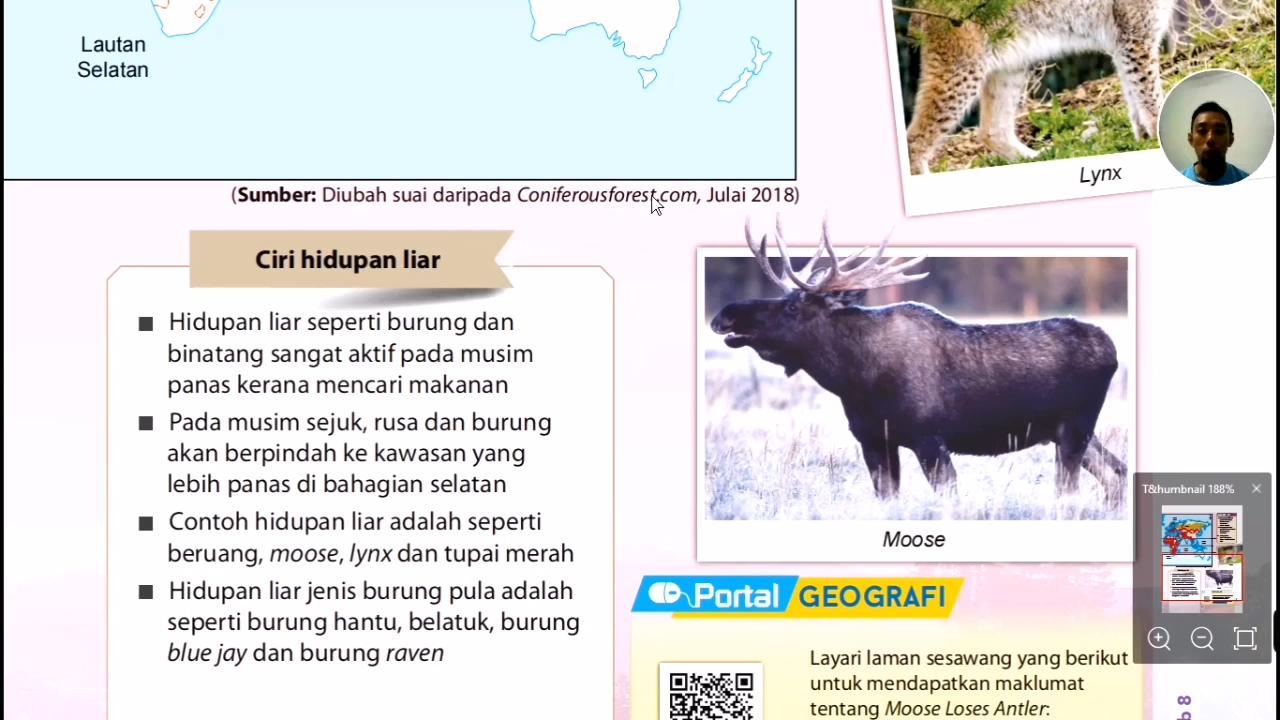 Lautan
Selatan
(Sumber: Diubah suai daripada Coniferousforest.com, Julai 2018)
Lynx
Ciri hidupan liar
■ Hidupan liar seperti burung dan
binatang sangat aktif pada musim
panas kerana mencari makanan
■ Pada musim sejuk, rusa dan burung
akan berpindah ke kawasan yang
lebih panas di bahagian selatan
■ Contoh hidupan liar adalah seperti
beruang, moose, lynx dan tupai merah
■ Hidupan liar jenis burung pula adalah
seperti burung hantu, belatuk, burung
blue jay dan burung raven
Moose
Portal GEOGRAFI
Layari laman sesawang yang berikut
untuk mendapatkan maklumat
tentang Moose Loses Antler:
T&humbnail 188%
b 8